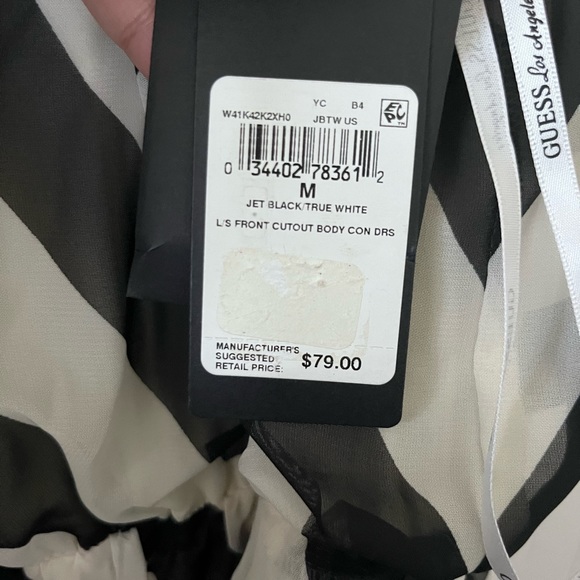 YC B4
W41K42K2XH0 JBTW US
0 34402 78361 2
M
JET BLACK/TRUE WHITE
L/S FRONT CUTOUT BODY CON DRS
MANUFACTURER'S
SUGGESTED
RETAIL PRICE: $79.00
GUESS Los Angeles